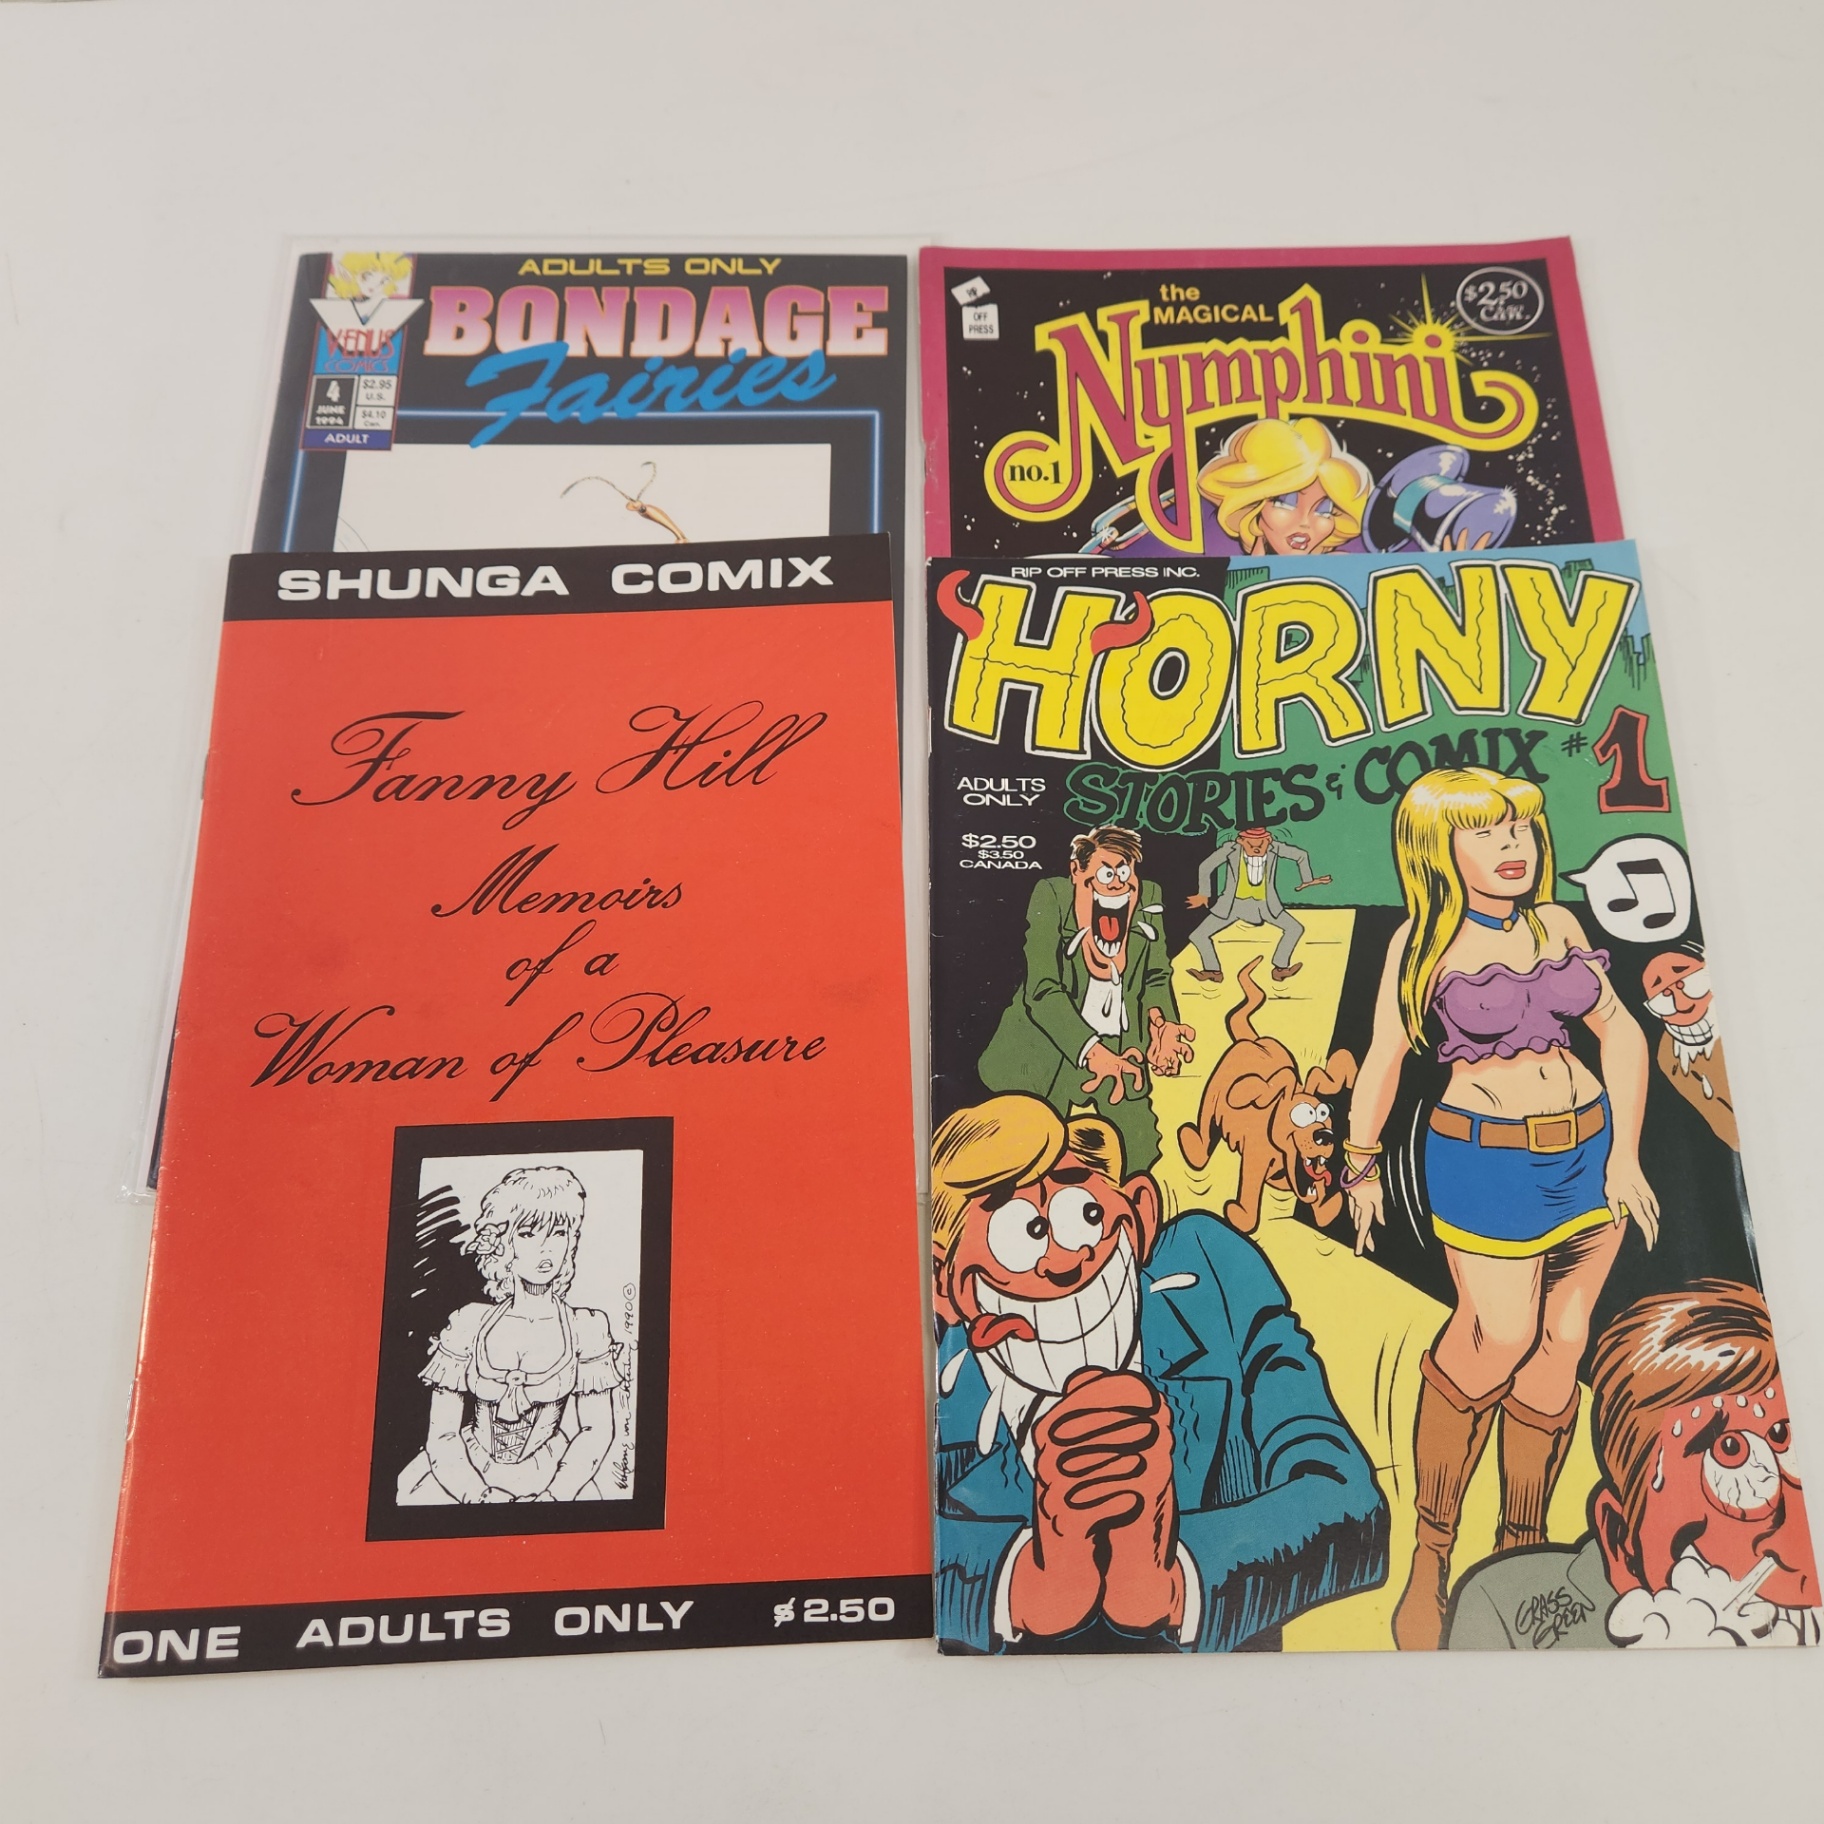 ADULTS ONLY
BONDAGE
Fairies
VENUS
COMICS
4
JUNE
1994
$2.95
U.S.
$4.10
Can.
ADULT
the
MAGICAL
Nymphini
no.1
$2.50
OFF
PRESS
SHUNGA COMIX
Fanny Hill
Memoirs
of a
Woman of Pleasure
1990 ©
ONE ADULTS ONLY $2.50
RIP OFF PRESS INC.
HORNY
STORIES & COMIX #1
ADULTS
ONLY
$2.50
$3.50
CANADA
GRASS
GREEN